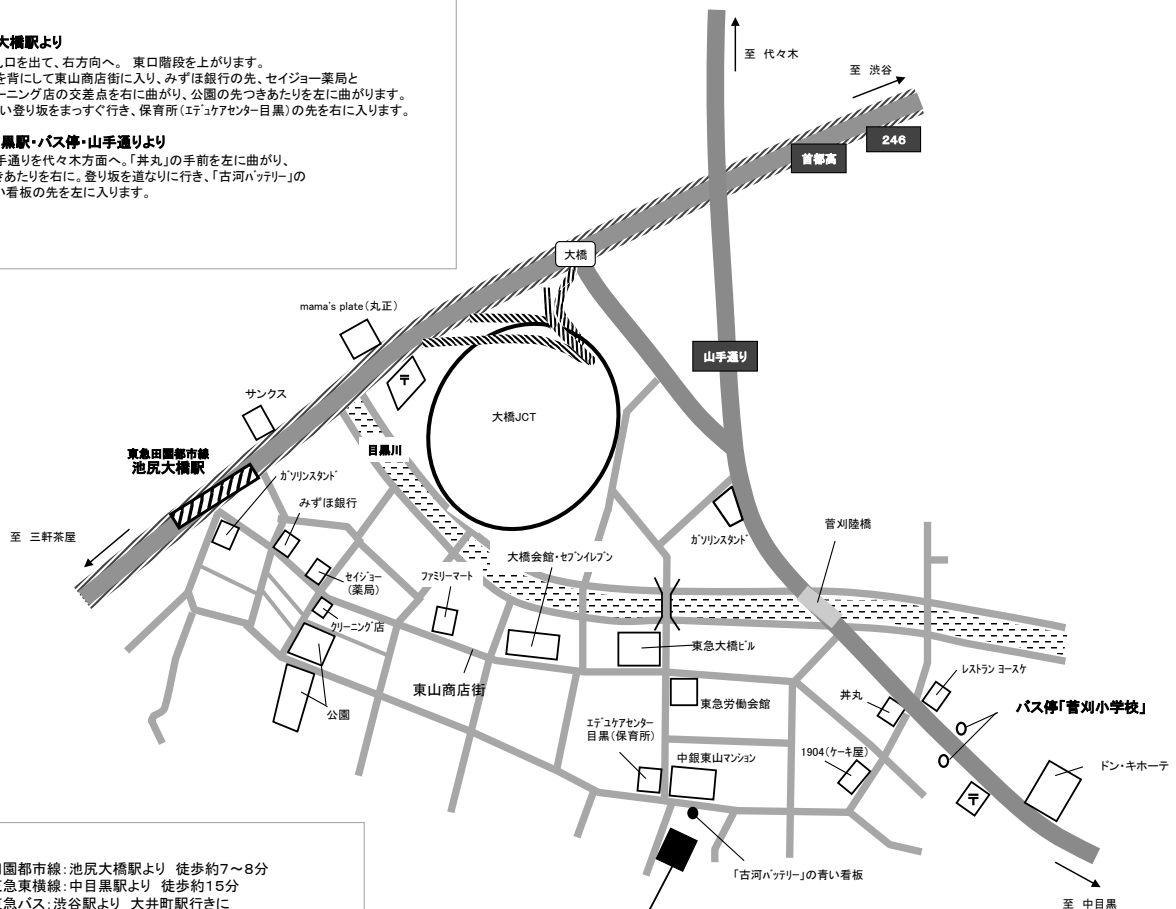 大橋駅より
口を出て、右方向へ。 東口階段を上がります。
を背にして東山商店街に入り、みずほ銀行の先、セイジョー薬局と
ーニング店の交差点を右に曲がり、公園の先つきあたりを左に曲がります。
い登り坂をまっすぐ行き、保育所(エデュケアセンター目黒)の先を右に入ります。
黒駅・バス停・山手通りより
手通りを代々木方面へ。「丼丸」の手前を左に曲がり、
きあたりを右に。登り坂を道なりに行き、「古河バッテリー」の
い看板の先を左に入ります。
至 代々木
至 渋谷
246
首都高
大橋
mama's plate(丸正)
山手通り
〒
サンクス
大橋JCT
目黒川
東急田園都市線
池尻大橋駅
ガソリンスタンド
みずほ銀行
至 三軒茶屋
ガソリンスタンド
菅刈陸橋
大橋会館・セブンイレブン
セイジョー
(薬局)
ファミリーマート
クリーニング店
東急大橋ビル
レストラン ヨースケ
東山商店街
丼丸
東急労働会館
バス停「菅刈小学校」
公園
エデュケアセンター
目黒(保育所)
中銀東山マンション
1904(ケーキ屋)
ドン・キホーテ
〒
「古河バッテリー」の青い看板
園都市線:池尻大橋駅より 徒歩約7~8分
急東横線:中目黒駅より 徒歩約15分
急バス:渋谷駅より 大井町駅行きに
至 中目黒